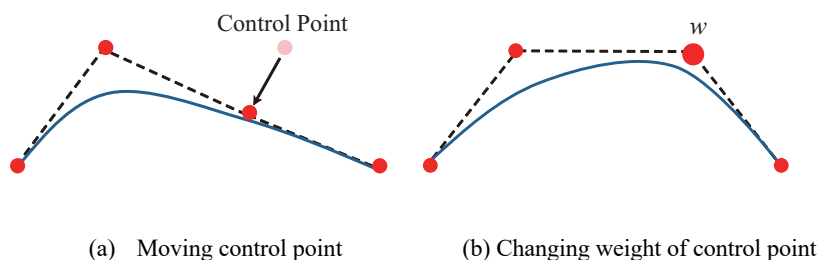 Control Point
w
(a) Moving control point
(b) Changing weight of control point